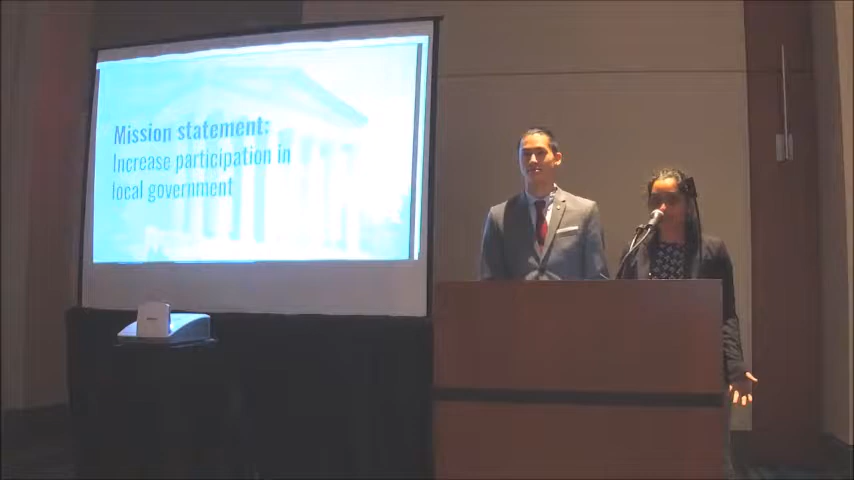 Mission statement:
Increase participation in
local government